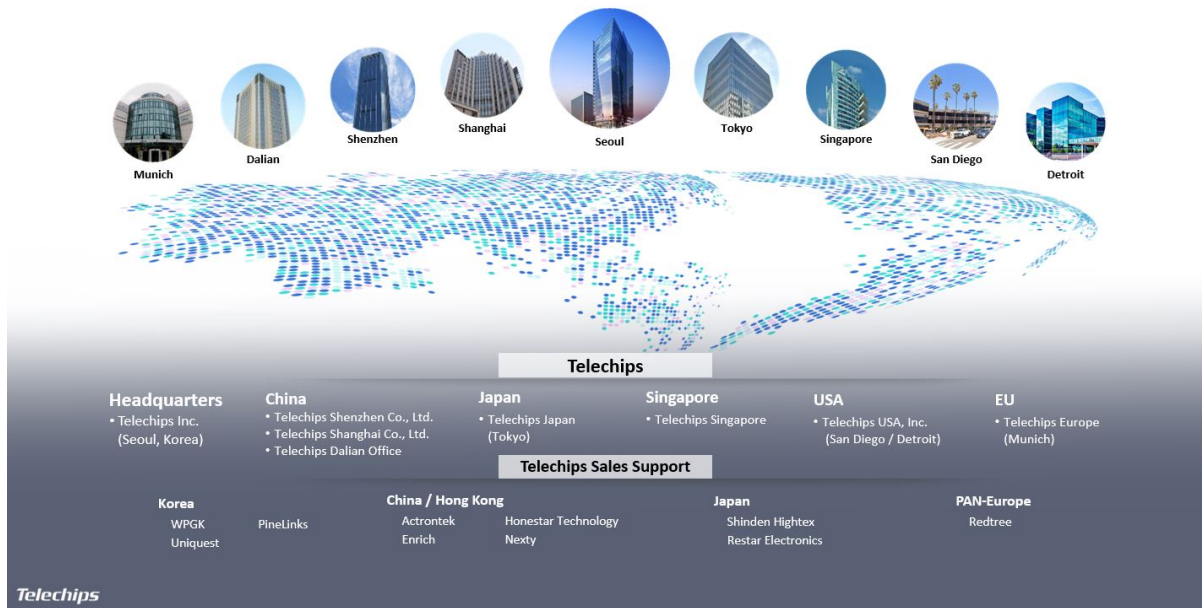 Munich
Dalian
Shenzhen
Shanghai
Seoul
Tokyo
Singapore
San Diego
Detroit
Telechips
Headquarters
• Telechips Inc.
(Seoul, Korea)
China
• Telechips Shenzhen Co., Ltd.
• Telechips Shanghai Co., Ltd.
• Telechips Dalian Office
Japan
• Telechips Japan
(Tokyo)
Singapore
• Telechips Singapore
USA
• Telechips USA, Inc.
(San Diego / Detroit)
EU
• Telechips Europe
(Munich)
Telechips Sales Support
Korea
WPGK
PineLinks
Uniquest
China / Hong Kong
Actrontek
Honestar Technology
Enrich
Nexty
Japan
Shinden Hightex
Restar Electronics
PAN-Europe
Redtree
Telechips